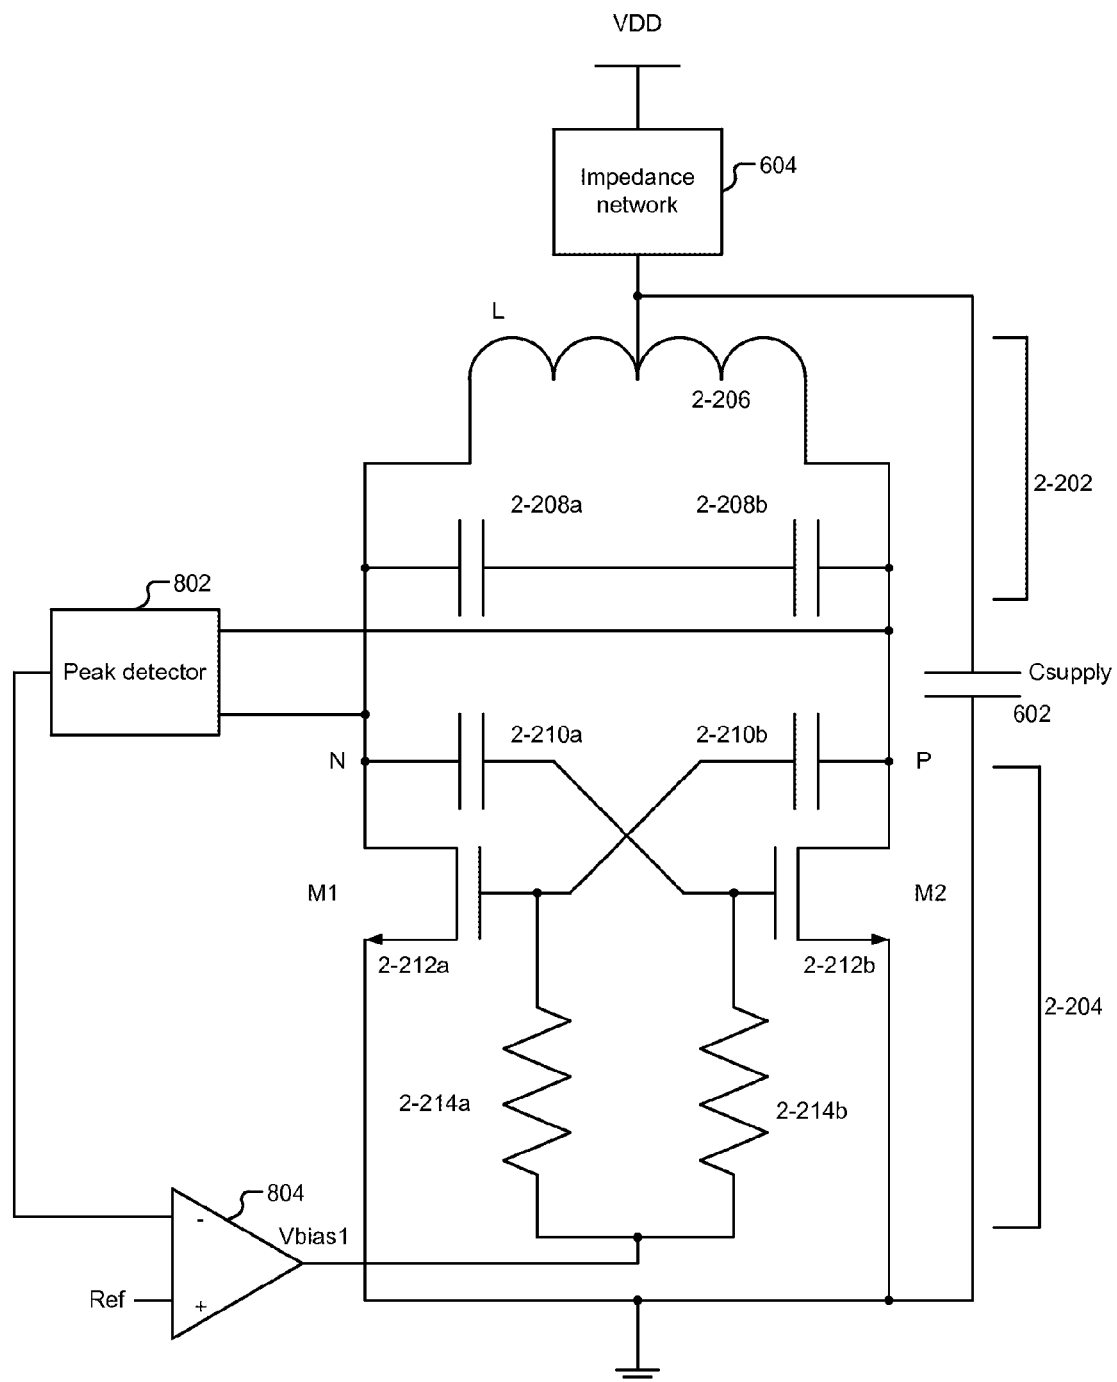 VDD
Impedance
network
604
L
2-206
2-202
2-208a
2-208b
802
Peak detector
Csupply
602
2-210a
2-210b
N
P
M1
M2
2-212a
2-212b
2-204
2-214a
2-214b
804
-
Vbias1
Ref
+